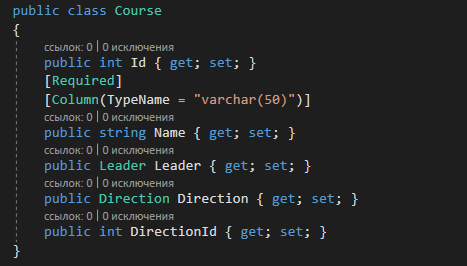 public class Course
{
ссылок: 0 | 0 исключения
public int Id { get; set; }
[Required]
[Column(TypeName = "varchar(50)")]
ссылок: 0 | 0 исключения
public string Name { get; set; }
ссылок: 0 | 0 исключения
public Leader Leader { get; set; }
ссылок: 0 | 0 исключения
public Direction Direction { get; set; }
ссылок: 0 | 0 исключения
public int DirectionId { get; set; }
}